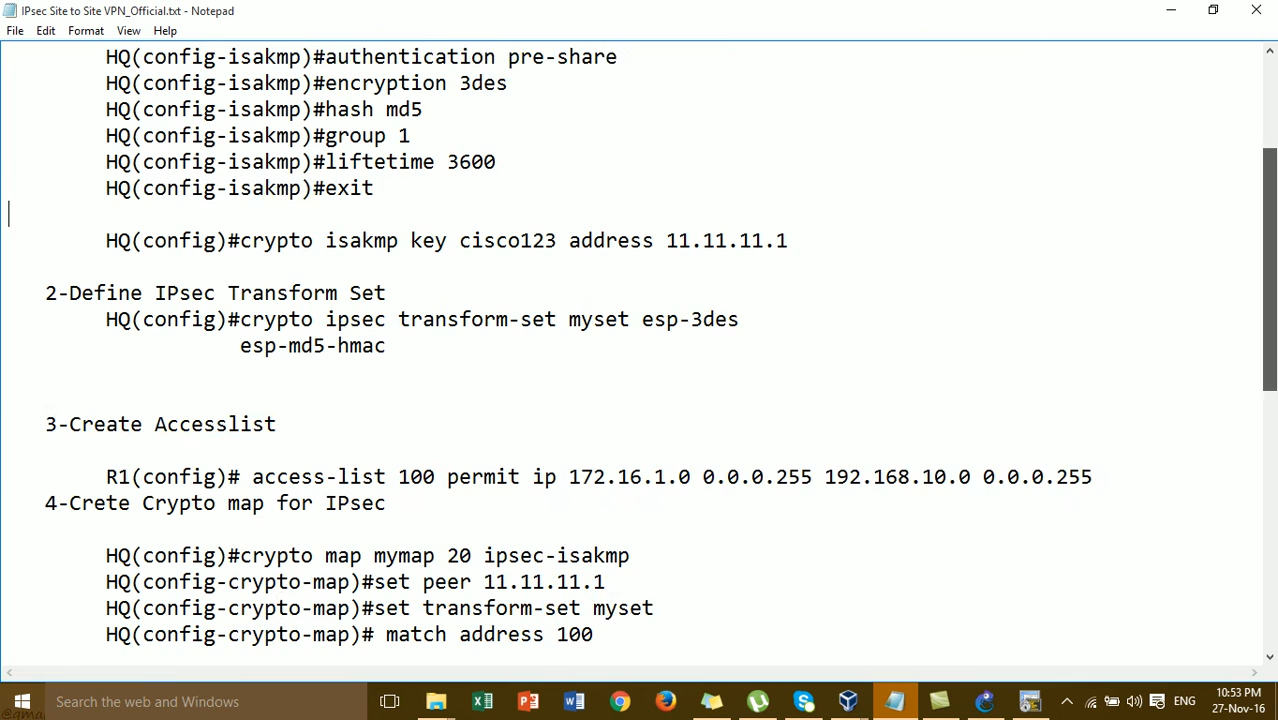 IPsec Site to Site VPN_Official.txt - Notepad
File Edit Format View Help
HQ(config-isakmp)#authentication pre-share
HQ(config-isakmp)#encryption 3des
HQ(config-isakmp)#hash md5
HQ(config-isakmp)#group 1
HQ(config-isakmp)#liftetime 3600
HQ(config-isakmp)#exit
HQ(config)#crypto isakmp key cisco123 address 11.11.11.1
2-Define IPsec Transform Set
HQ(config)#crypto ipsec transform-set myset esp-3des
esp-md5-hmac
3-Create Accesslist
R1(config)# access-list 100 permit ip 172.16.1.0 0.0.0.255 192.168.10.0 0.0.0.255
4-Crete Crypto map for IPsec
HQ(config)#crypto map mymap 20 ipsec-isakmp
HQ(config-crypto-map)#set peer 11.11.11.1
HQ(config-crypto-map)#set transform-set myset
HQ(config-crypto-map)# match address 100
Search the web and Windows
ENG
10:53 PM
27-Nov-16